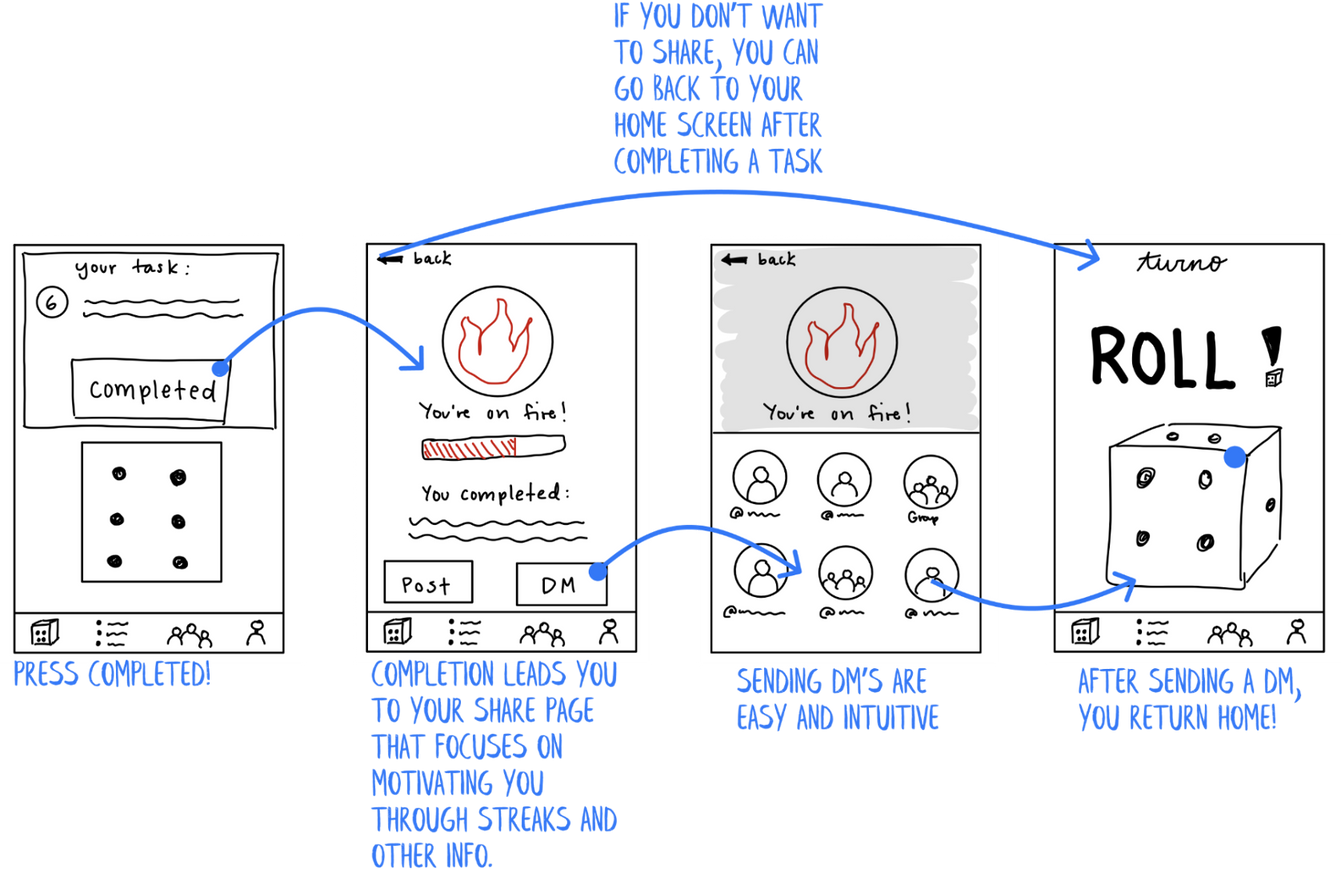 IF YOU DON'T WANT
TO SHARE, YOU CAN
GO BACK TO YOUR
HOME SCREEN AFTER
COMPLETING A TASK
your task:
6
Completed
PRESS COMPLETED!
back
You're on fire!
You completed:
Post
DM
COMPLETION LEADS YOU
TO YOUR SHARE PAGE
THAT FOCUSES ON
MOTIVATING YOU
THROUGH STREAKS AND
OTHER INFO.
back
You're on fire!
@
@
Group
@
@
@
SENDING DM'S ARE
EASY AND INTUITIVE
turno
ROLL!
AFTER SENDING A DM,
YOU RETURN HOME!